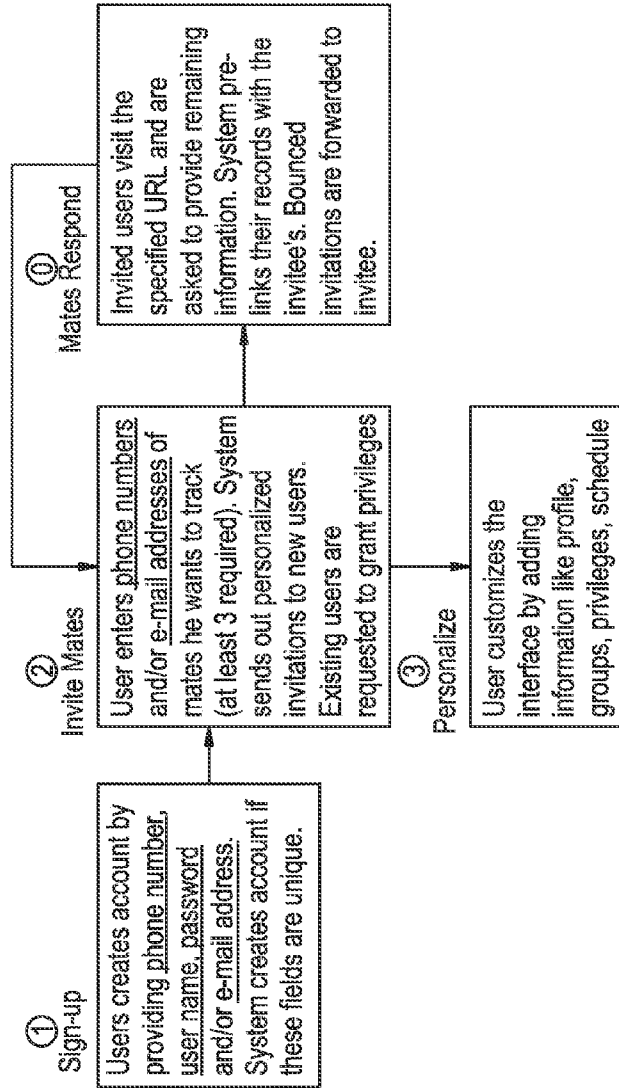 ①
Sign-up
Users creates account by
providing phone number,
user name, password
and/or e-mail address.
System creates account if
these fields are unique.
②
Invite Mates
User enters phone numbers
and/or e-mail addresses of
mates he wants to track
(at least 3 required). System
sends out personalized
invitations to new users.
Existing users are
requested to grant privileges
⓪
Mates Respond
Invited users visit the
specified URL and are
asked to provide remaining
information. System pre-
links their records with the
invitee's. Bounced
invitations are forwarded to
invitee.
③
Personalize
User customizes the
interface by adding
information like profile,
groups, privileges, schedule